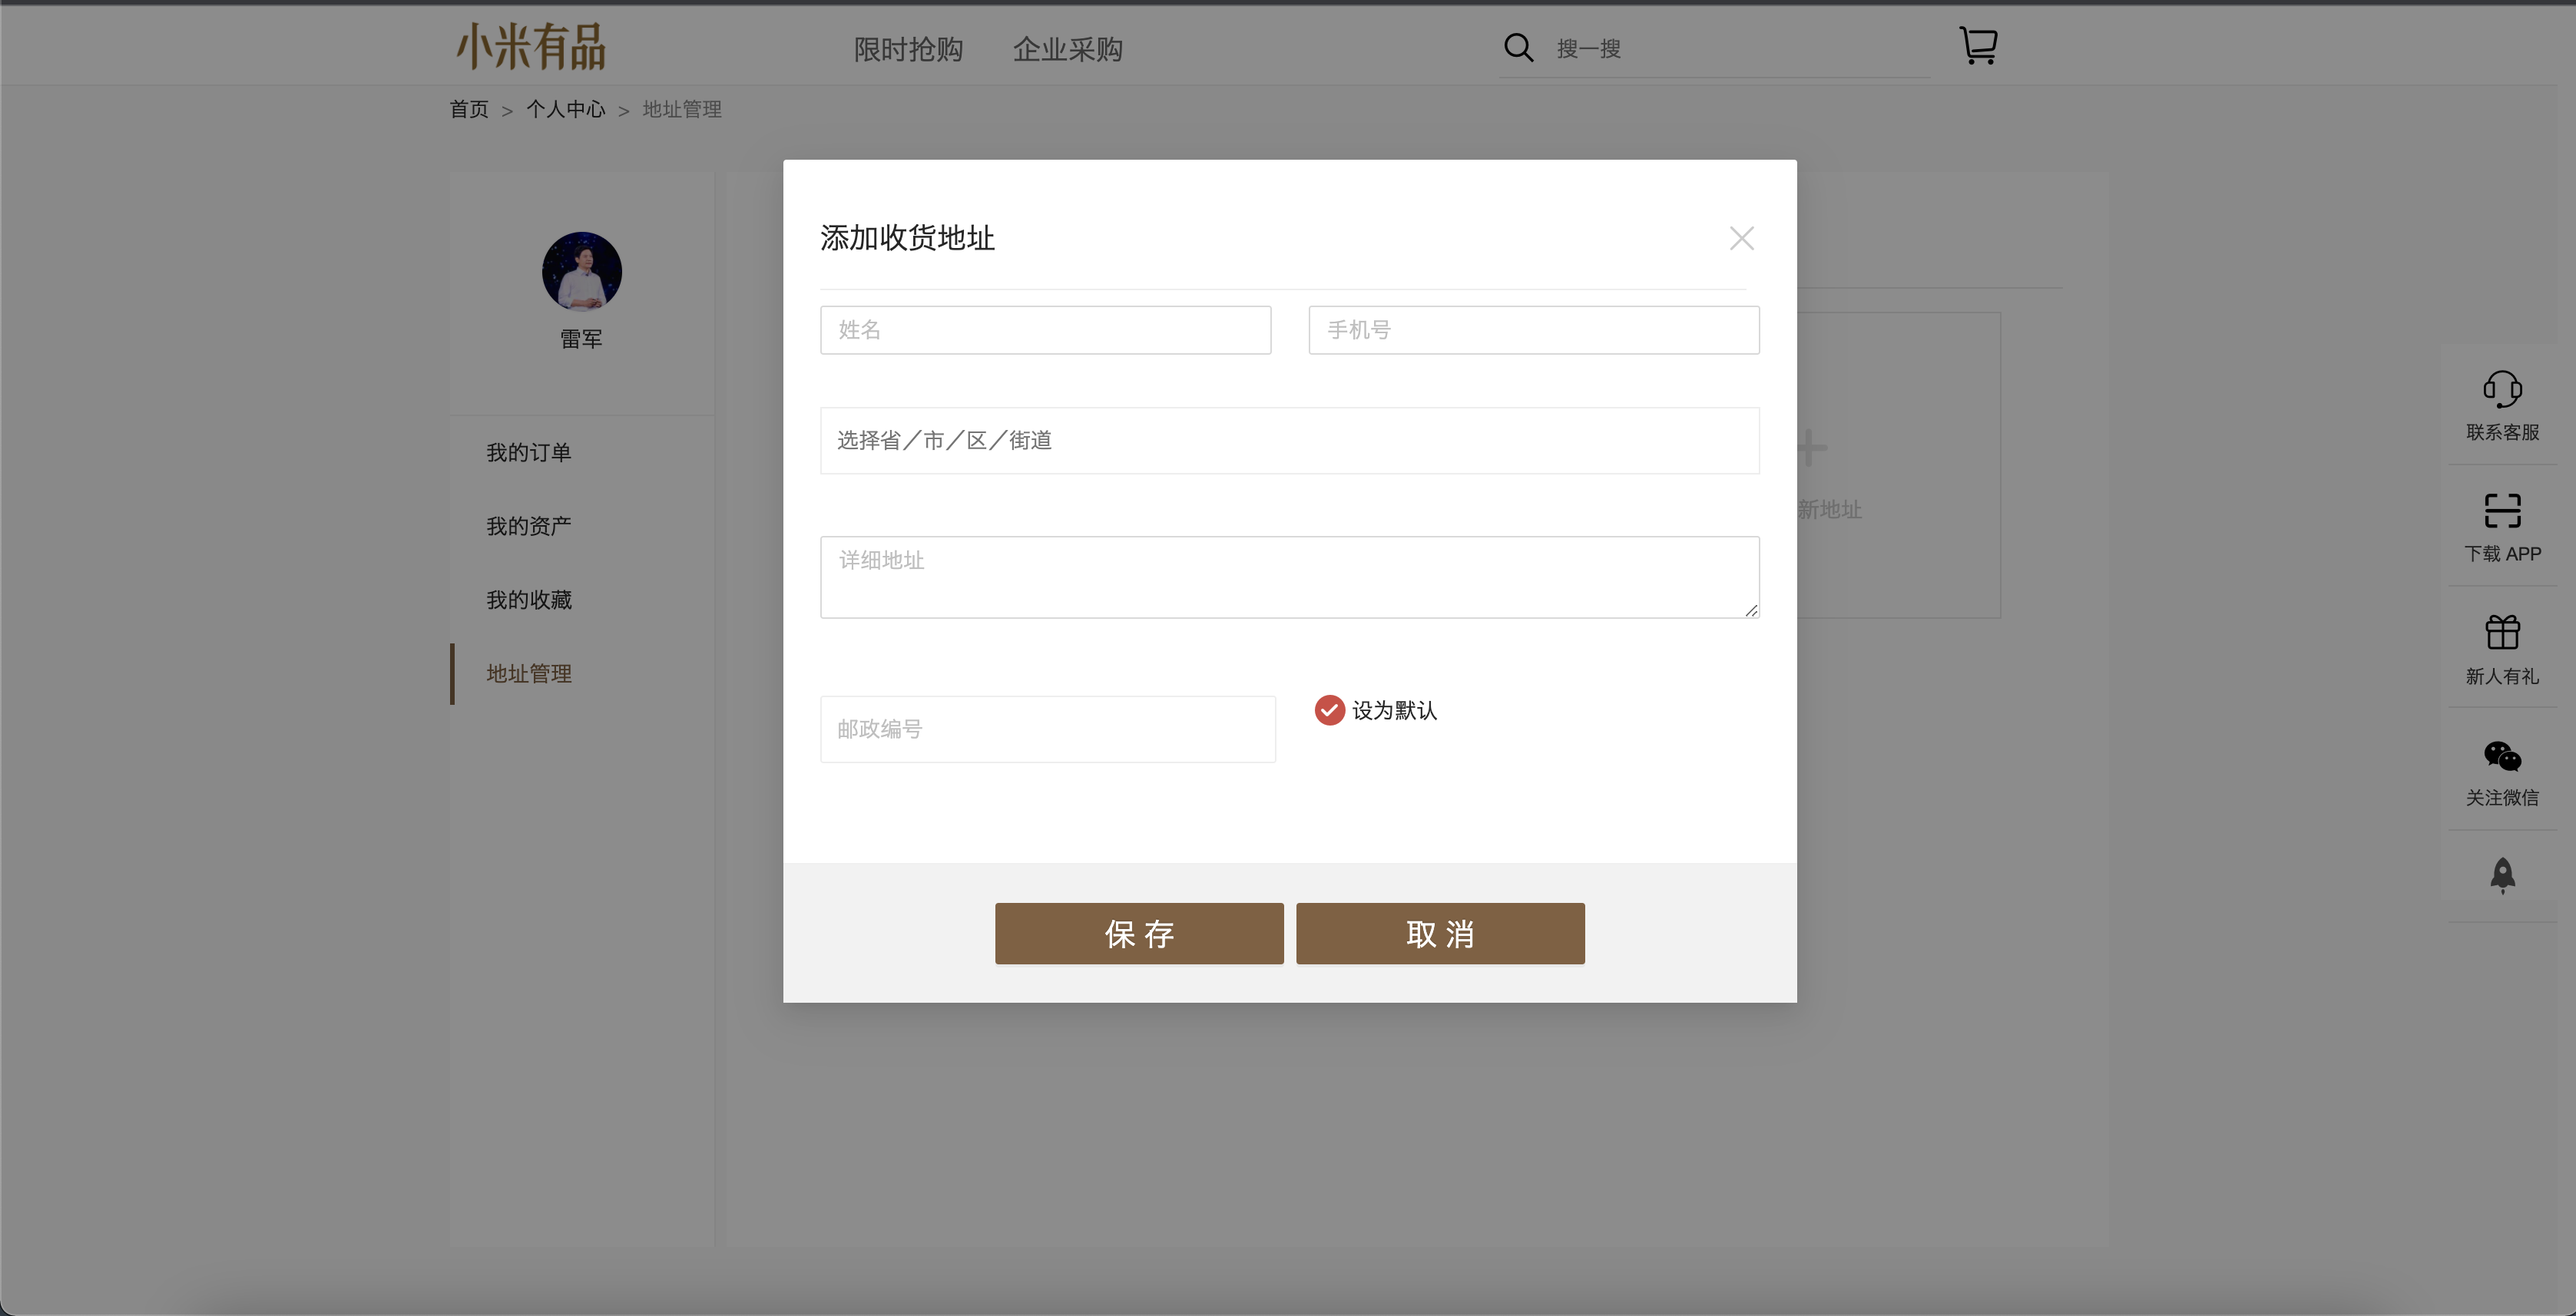 小米有品
限时抢购 企业采购
搜一搜
首页 > 个人中心 > 地址管理
雷军
我的订单
我的资产
我的收藏
地址管理
添加收货地址
姓名
手机号
选择省／市／区／街道
详细地址
邮政编号
设为默认
保 存
取 消
新地址
联系客服
下载 APP
新人有礼
关注微信